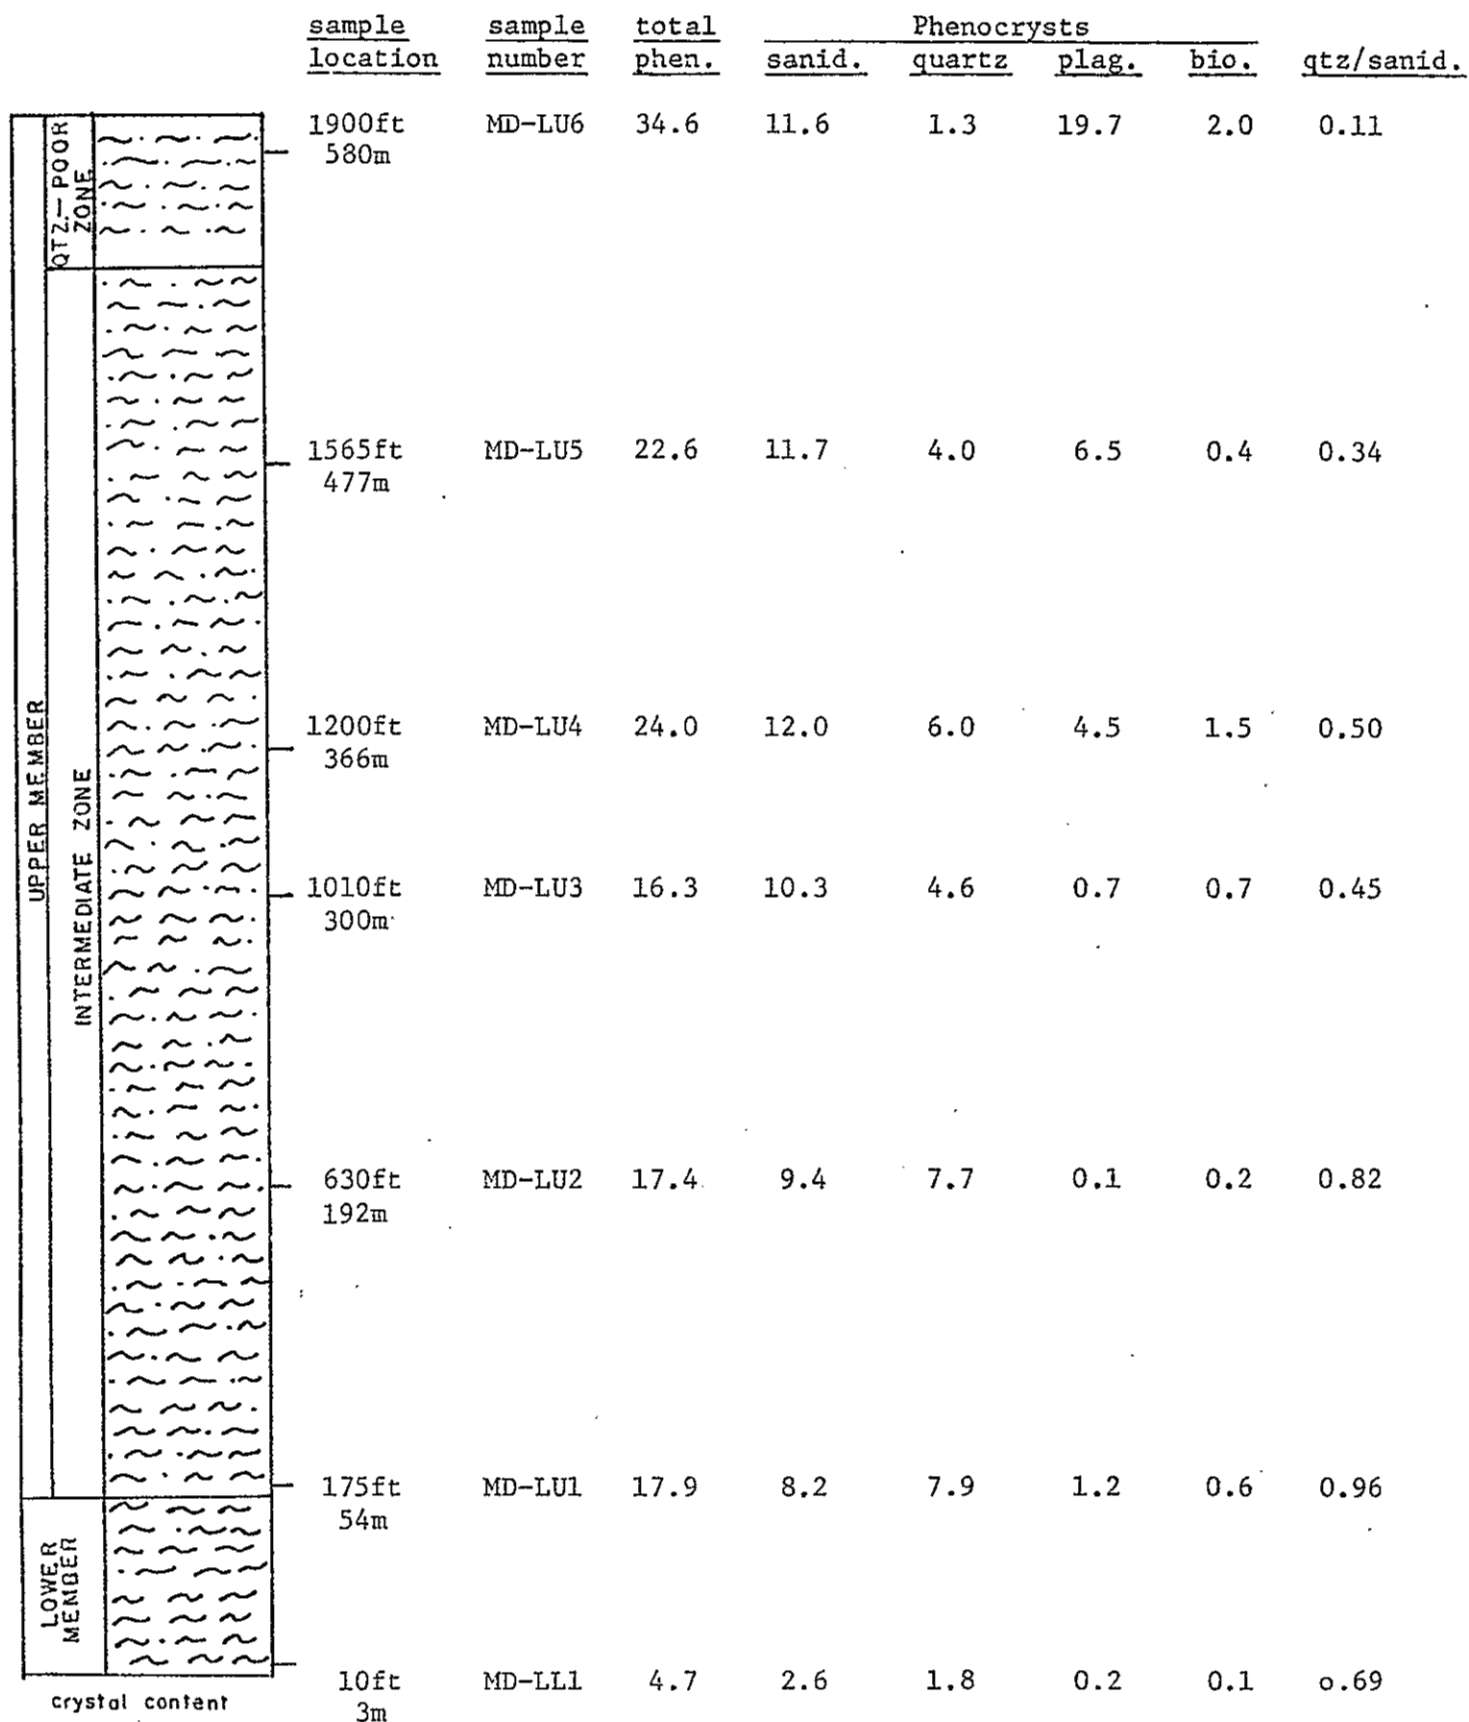 sample sample total Phenocrysts
location number phen. sanid. quartz plag. bio. qtz/sanid.
1900ft MD-LU6 34.6 11.6 1.3 19.7 2.0 0.11
580m
QTZ.-POOR
ZONE
1565ft MD-LU5 22.6 11.7 4.0 6.5 0.4 0.34
477m
UPPER MEMBER
INTERMEDIATE ZONE
1200ft MD-LU4 24.0 12.0 6.0 4.5 1.5 0.50
366m
1010ft MD-LU3 16.3 10.3 4.6 0.7 0.7 0.45
300m
630ft MD-LU2 17.4 9.4 7.7 0.1 0.2 0.82
192m
175ft MD-LU1 17.9 8.2 7.9 1.2 0.6 0.96
54m
LOWER
MEMBER
10ft MD-LL1 4.7 2.6 1.8 0.2 0.1 0.69
3m
crystal content